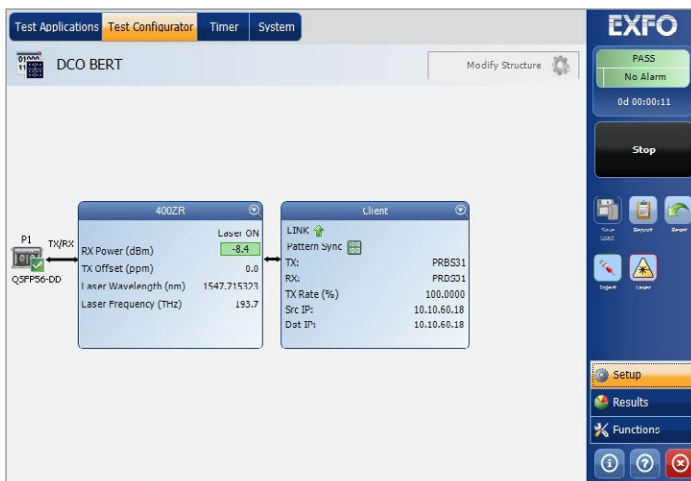 Test Applications Test Configurator Timer System
EXFO
DCO BERT
Modify Structure
PASS
No Alarm
0d 00:00:11
Stop
Save
Load
Report
Reset
Inject
Laser
P1
TX/RX
QSFP56-DD
400ZR
Laser ON
RX Power (dBm) -8.4
TX Offset (ppm) 0.0
Laser Wavelength (nm) 1547.715323
Laser Frequency (THz) 193.7
Client
LINK
Pattern Sync
TX: PRBS31
RX: PRBS31
TX Rate (%) 100.0000
Src IP: 10.10.60.18
Dst IP: 10.10.60.18
Setup
Results
Functions